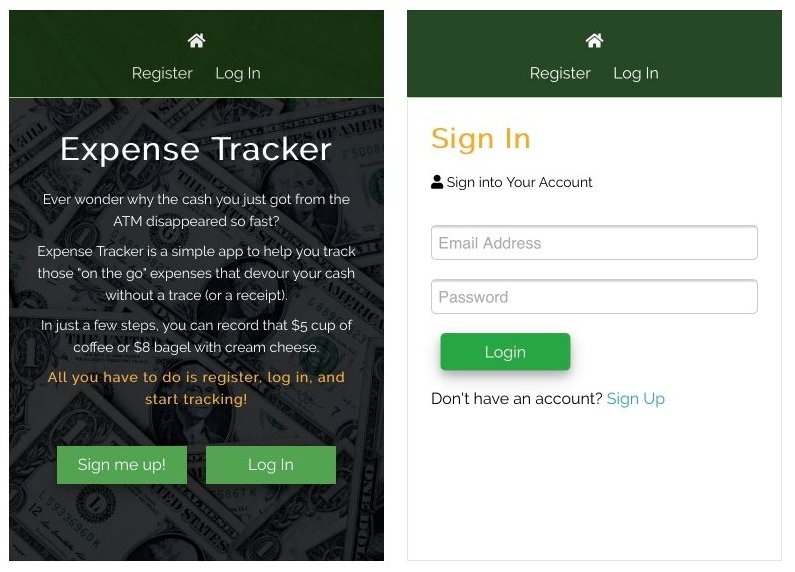 Register Log In
Expense Tracker
Ever wonder why the cash you just got from the
ATM disappeared so fast?
Expense Tracker is a simple app to help you track
those "on the go" expenses that devour your cash
without a trace (or a receipt).
In just a few steps, you can record that $5 cup of
coffee or $8 bagel with cream cheese.
All you have to do is register, log in, and
start tracking!
Sign me up! Log In
Register Log In
Sign In
Sign into Your Account
Email Address
Password
Login
Don't have an account? Sign Up